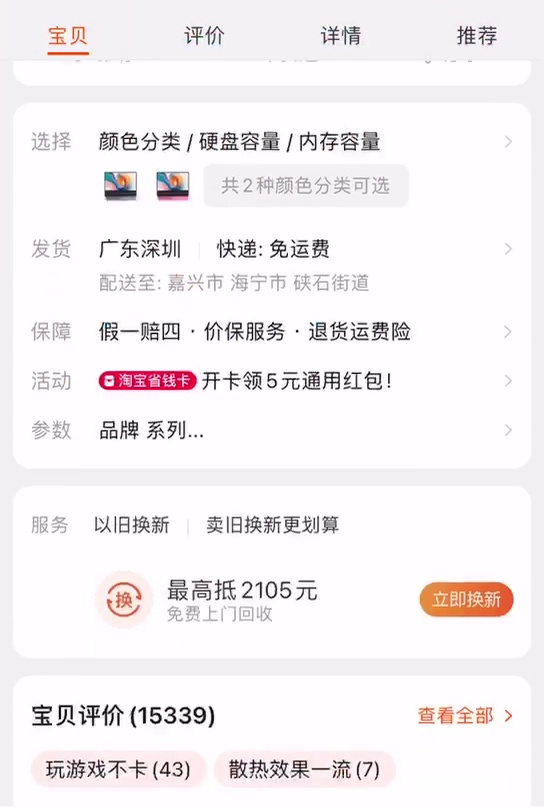 宝贝 评价 详情 推荐
选择 颜色分类 / 硬盘容量 / 内存容量
共2种颜色分类可选
发货 广东深圳 快递: 免运费
配送至: 嘉兴市 海宁市 硖石街道
保障 假一赔四 · 价保服务 · 退货运费险
活动 淘宝省钱卡 开卡领5元通用红包!
参数 品牌 系列...
服务 以旧换新 卖旧换新更划算
换 最高抵2105元 立即换新
免费上门回收
宝贝评价(15339) 查看全部
玩游戏不卡(43) 散热效果一流(7)